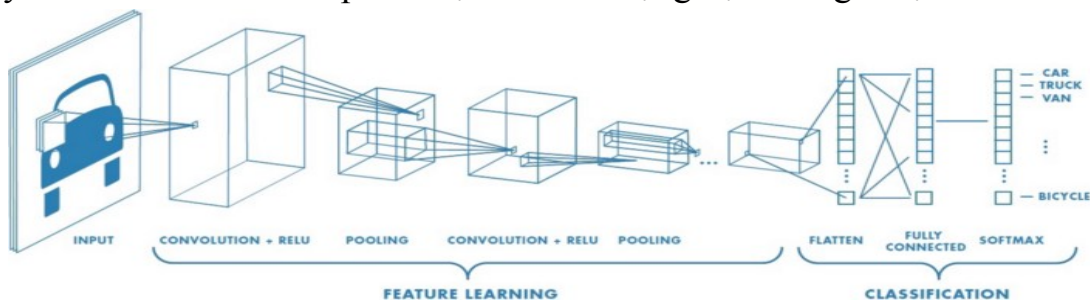 CAR
TRUCK
VAN
BICYCLE
INPUT
CONVOLUTION + RELU
POOLING
CONVOLUTION + RELU
POOLING
FLATTEN
FULLY
CONNECTED
SOFTMAX
FEATURE LEARNING
CLASSIFICATION